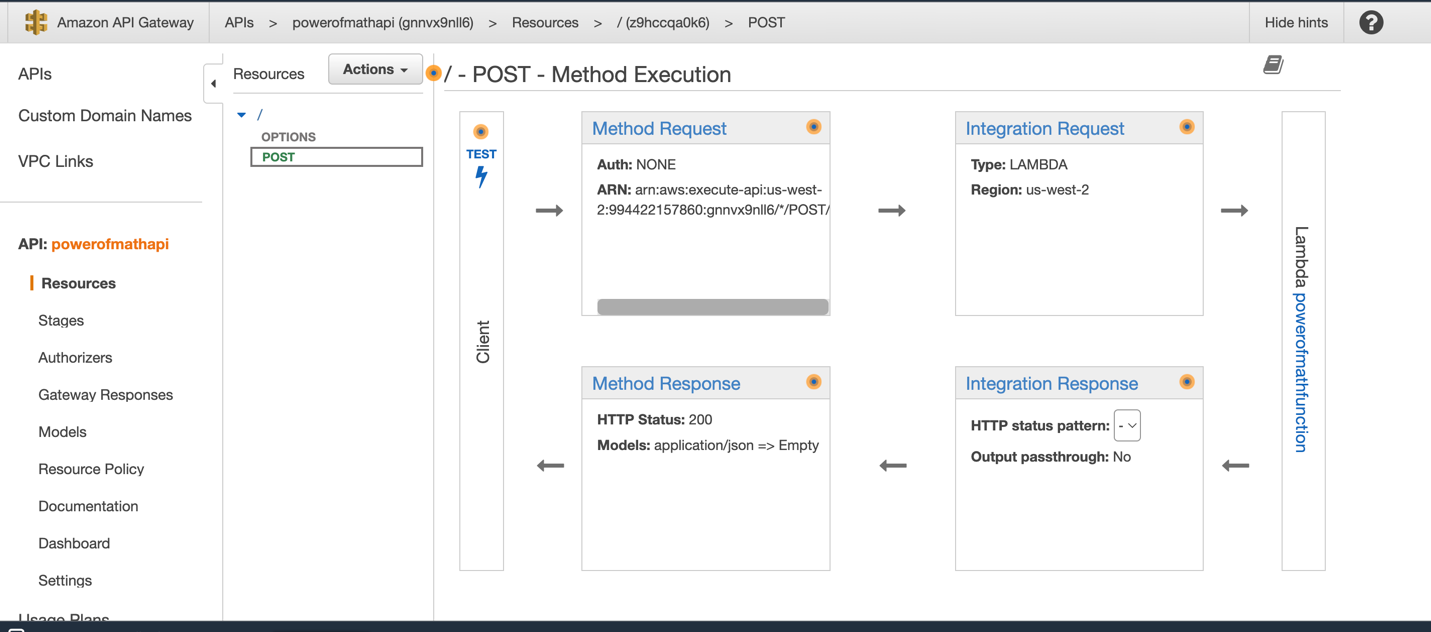 Amazon API Gateway
APIs > powerofmathapi (gnnvx9nll6) > Resources > / (z9hccqa0k6) > POST
Hide hints
?
APIs
Custom Domain Names
VPC Links
API: powerofmathapi
Resources
Stages
Authorizers
Gateway Responses
Models
Resource Policy
Documentation
Dashboard
Settings
Usage Plans
Resources
Actions
/
OPTIONS
POST
/ - POST - Method Execution
TEST
Client
Method Request
Auth: NONE
ARN: arn:aws:execute-api:us-west-
2:994422157860:gnnvx9nll6/*/POST/
Integration Request
Type: LAMBDA
Region: us-west-2
Lambda powerofmathfunction
Method Response
HTTP Status: 200
Models: application/json => Empty
Integration Response
HTTP status pattern: -
Output passthrough: No